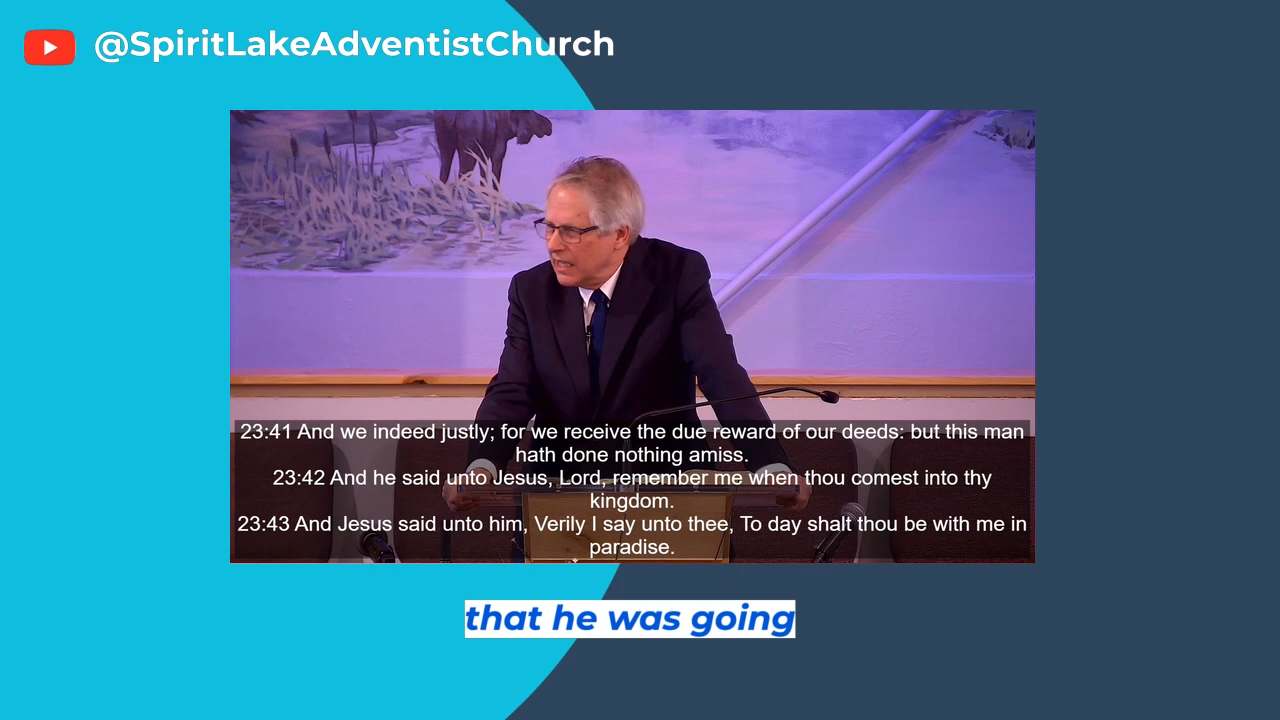 @SpiritLakeAdventistChurch
23:41 And we indeed justly; for we receive the due reward of our deeds: but this man
hath done nothing amiss.
23:42 And he said unto Jesus, Lord, remember me when thou comest into thy
kingdom.
23:43 And Jesus said unto him, Verily I say unto thee, To day shalt thou be with me in
paradise.
that he was going